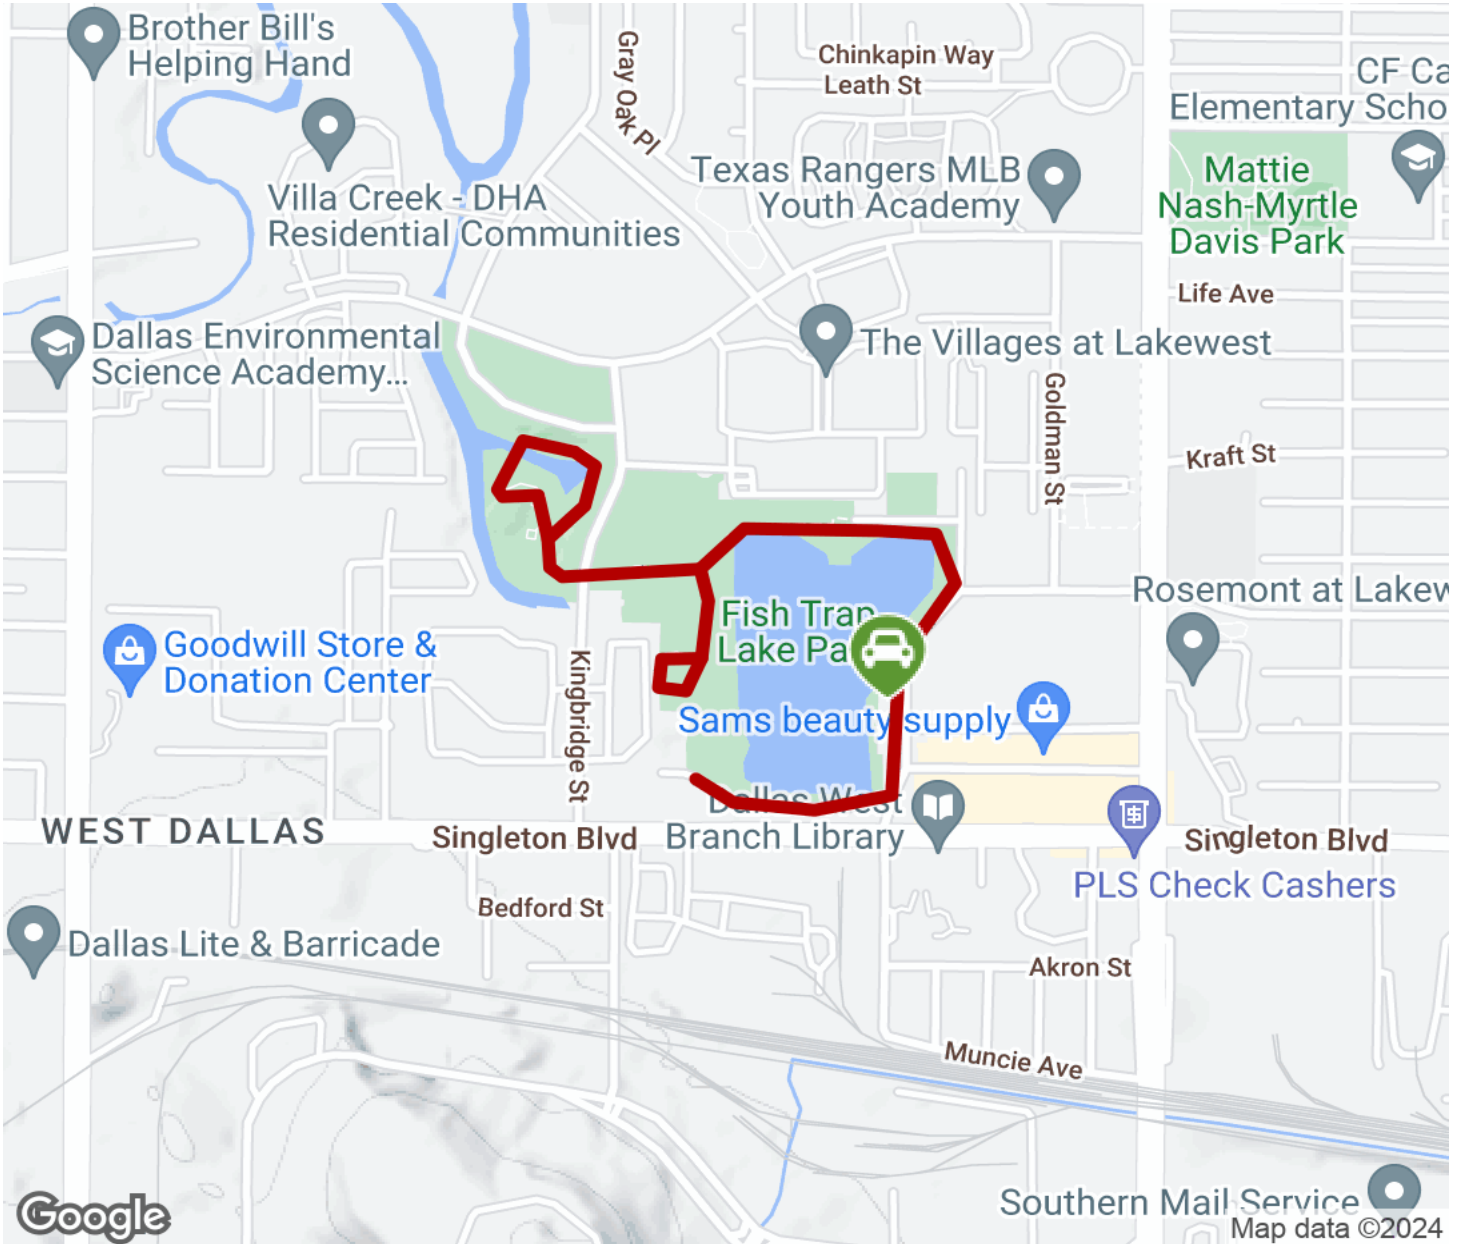 Brother Bill's
Helping Hand
Gray Oak Pl
Chinkapin Way
Leath St
CF Ca
Elementary Scho
Villa Creek - DHA
Residential Communities
Texas Rangers MLB
Youth Academy
Mattie
Nash-Myrtle
Davis Park
Life Ave
Dallas Environmental
Science Academy...
The Villages at Lakewest
Goldman St
Kraft St
Rosemont at Lakew
Fish Trap
Lake Pa
Goodwill Store &
Donation Center
Kingbridge St
Sams beauty supply
Dallas West
Branch Library
WEST DALLAS
Singleton Blvd
Singleton Blvd
PLS Check Cashers
Bedford St
Dallas Lite & Barricade
Akron St
Muncie Ave
Southern Mail Service
Google
Map data ©2024